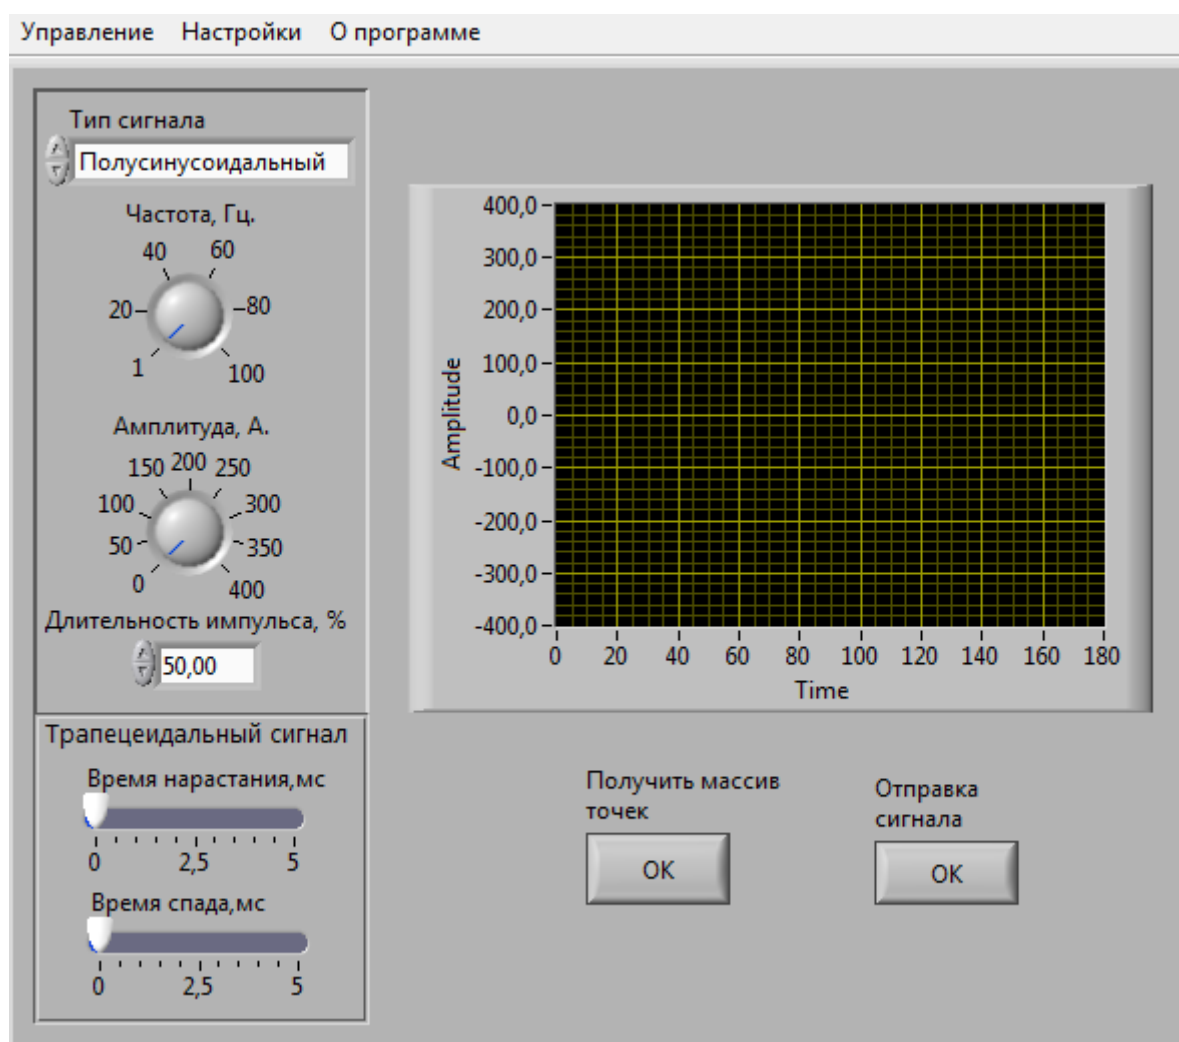 Управление Настройки О программе
Тип сигнала
Полусинусоидальный
Частота, Гц.
40 60
20 80
1 100
Амплитуда, А.
150 200 250
100 300
50 350
0 400
Длительность импульса, %
50,00
Трапецеидальный сигнал
Время нарастания,мс
0 2,5 5
Время спада,мс
0 2,5 5
Amplitude
400,0
300,0
200,0
100,0
0,0
-100,0
-200,0
-300,0
-400,0
0 20 40 60 80 100 120 140 160 180
Time
Получить массив
точек
OK
Отправка
сигнала
OK